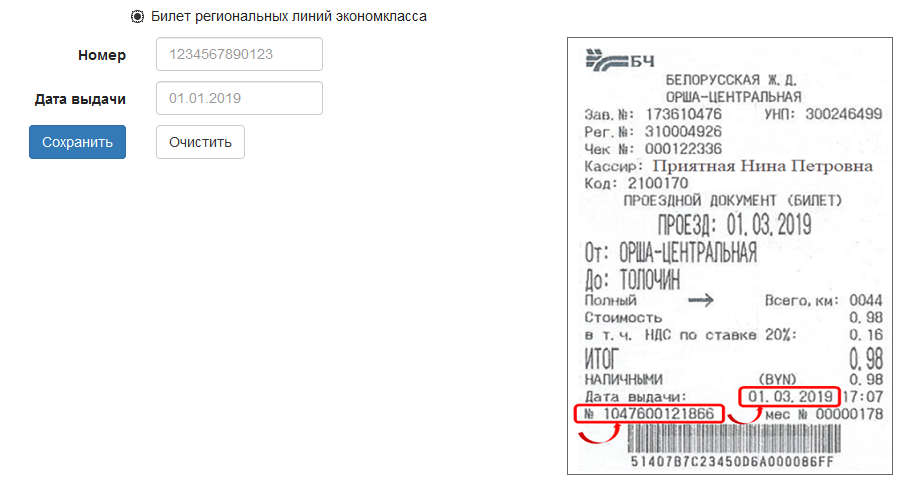 Билет региональных линий экономкласса
Номер 1234567890123
Дата выдачи 01.01.2019
Сохранить Очистить
БЧ
БЕЛОРУССКАЯ Ж.Д.
ОРША-ЦЕНТРАЛЬНАЯ
Зав.№: 173610476 УНП: 300246499
Рег.№: 310004926
Чек №: 000122336
Кассир: Приятная Нина Петровна
Код: 2100170
ПРОЕЗДНОЙ ДОКУМЕНТ (БИЛЕТ)
ПРОЕЗД: 01.03.2019
От: ОРША-ЦЕНТРАЛЬНАЯ
До: ТОЛОЧИН
Полный → Всего,км: 0044
Стоимость 0.98
в т.ч. НДС по ставке 20%: 0.16
ИТОГ 0.98
НАЛИЧНЫМИ (BYN) 0.98
Дата выдачи: 01.03.2019 17:07
№ 1047600121866 мес № 00000178
51407B7C23450D6A000086FF